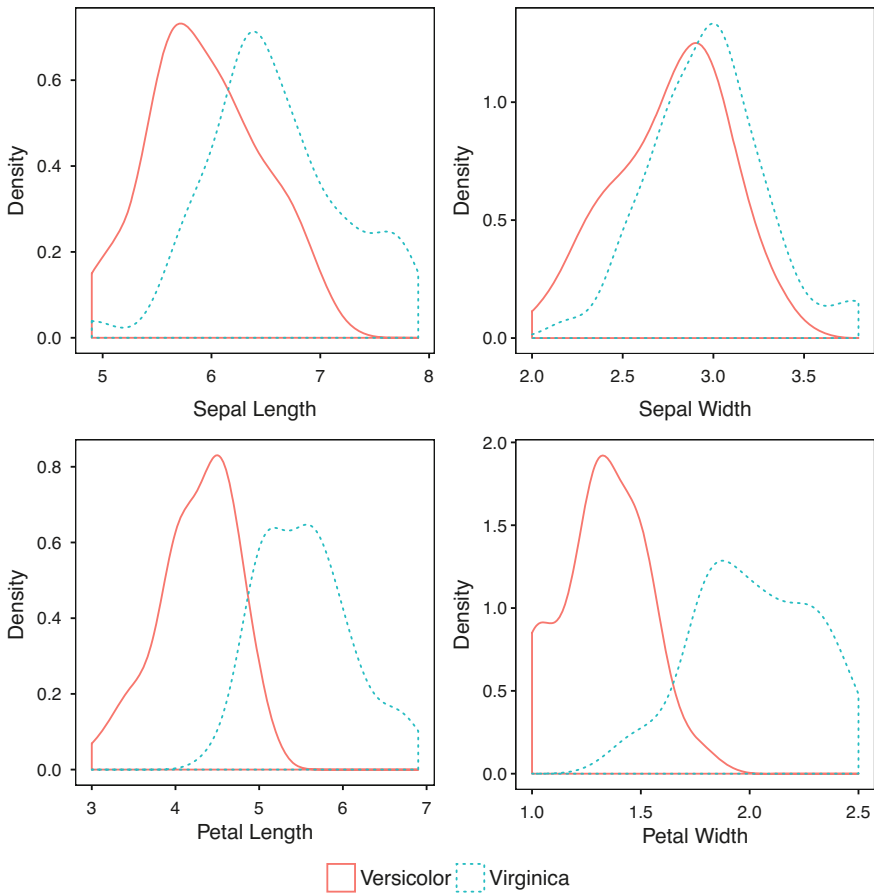 Density
0.6
0.4
0.2
0.0
5 6 7 8
Sepal Length
Density
1.0
0.5
0.0
2.0 2.5 3.0 3.5
Sepal Width
Density
0.8
0.6
0.4
0.2
0.0
3 4 5 6 7
Petal Length
Density
2.0
1.5
1.0
0.5
0.0
1.0 1.5 2.0 2.5
Petal Width
Versicolor Virginica